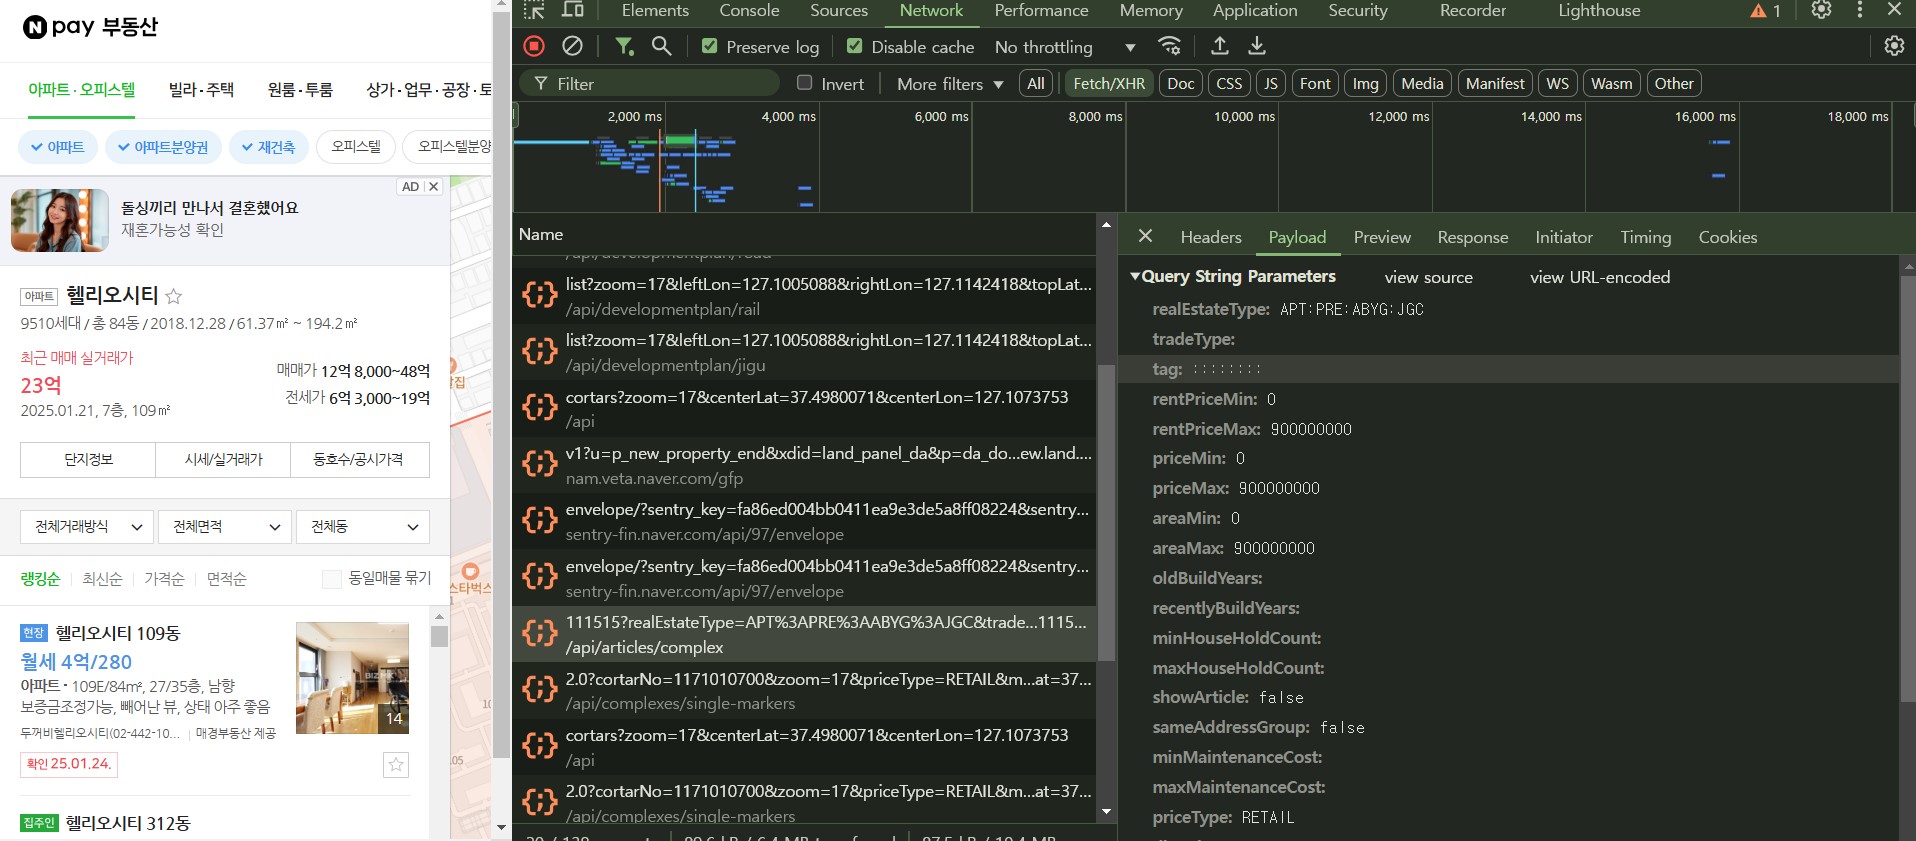 N pay 부동산
아파트·오피스텔 빌라·주택 원룸·투룸 상가·업무·공장·토
아파트 아파트분양권 재건축 오피스텔 오피스텔분양
AD
돌싱끼리 만나서 결혼했어요
재혼가능성 확인
아파트 헬리오시티
9510세대 / 총 84동 / 2018.12.28 / 61.37㎡ ~ 194.2㎡
최근 매매 실거래가
23억
2025.01.21, 7층, 109㎡
매매가 12억 8,000~48억
전세가 6억 3,000~19억
단지정보 시세/실거래가 동호수/공시가격
전체거래방식 전체면적 전체동
랭킹순 최신순 가격순 면적순 동일매물 묶기
현장 헬리오시티 109동
월세 4억/280
아파트 · 109E/84㎡, 27/35층, 남향
보증금조정가능, 빼어난 뷰, 상태 아주 좋음
두꺼비헬리오시티(02-442-10... 매경부동산 제공
확인 25.01.24.
14
집주인 헬리오시티 312동
스타벅스
Elements Console Sources Network Performance Memory Application Security Recorder Lighthouse 1
Preserve log Disable cache No throttling
Filter Invert More filters All Fetch/XHR Doc CSS JS Font Img Media Manifest WS Wasm Other
2,000 ms 4,000 ms 6,000 ms 8,000 ms 10,000 ms 12,000 ms 14,000 ms 16,000 ms 18,000 ms
Name
/api/developmentplan/road
list?zoom=17&leftLon=127.1005088&rightLon=127.1142418&topLat...
/api/developmentplan/rail
list?zoom=17&leftLon=127.1005088&rightLon=127.1142418&topLat...
/api/developmentplan/jigu
cortars?zoom=17&centerLat=37.4980071&centerLon=127.1073753
/api
v1?u=p_new_property_end&xdid=land_panel_da&p=da_do...ew.land....
nam.veta.naver.com/gfp
envelope/?sentry_key=fa86ed004bb0411ea9e3de5a8ff08224&sentry...
sentry-fin.naver.com/api/97/envelope
envelope/?sentry_key=fa86ed004bb0411ea9e3de5a8ff08224&sentry...
sentry-fin.naver.com/api/97/envelope
111515?realEstateType=APT%3APRE%3AABYG%3AJGC&trade...1115...
/api/articles/complex
2.0?cortarNo=1171010700&zoom=17&priceType=RETAIL&m...at=37...
/api/complexes/single-markers
cortars?zoom=17&centerLat=37.4980071&centerLon=127.1073753
/api
2.0?cortarNo=1171010700&zoom=17&priceType=RETAIL&m...at=37...
/api/complexes/single-markers
Headers Payload Preview Response Initiator Timing Cookies
Query String Parameters view source view URL-encoded
realEstateType: APT:PRE:ABYG:JGC
tradeType:
tag: ::::::::
rentPriceMin: 0
rentPriceMax: 900000000
priceMin: 0
priceMax: 900000000
areaMin: 0
areaMax: 900000000
oldBuildYears:
recentlyBuildYears:
minHouseHoldCount:
maxHouseHoldCount:
showArticle: false
sameAddressGroup: false
minMaintenanceCost:
maxMaintenanceCost:
priceType: RETAIL